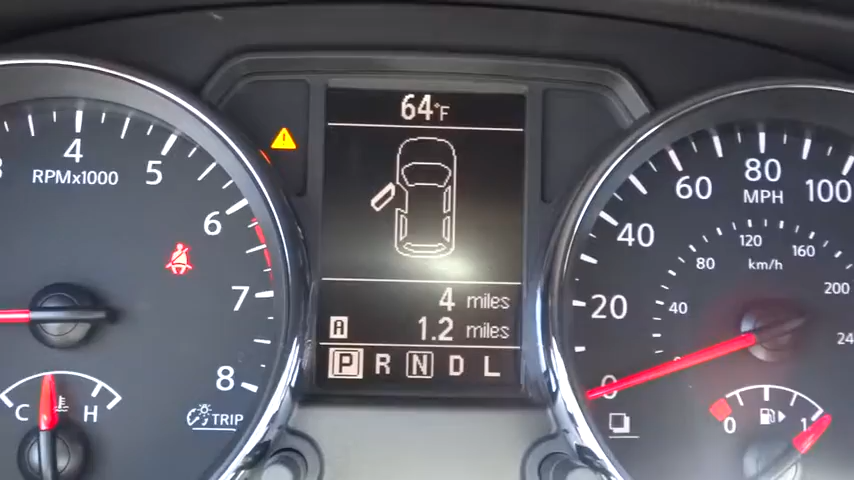 64°F
4 5 6 7 8
RPMX1000
C H
TRIP
4 miles
A 1.2 miles
P R N D L
0 20 40 60 80 100
MPH
40 80 120 160 200
km/h
0 1